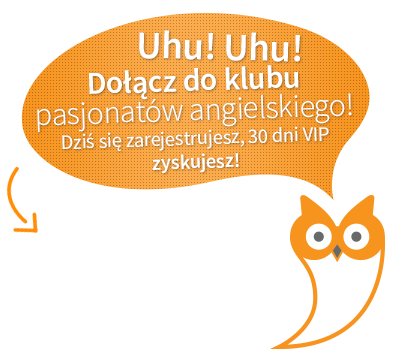 Uhu! Uhu!
Dołącz do klubu
pasjonatów angielskiego!
Dziś się zarejestrujesz, 30 dni VIP
zyskujesz!